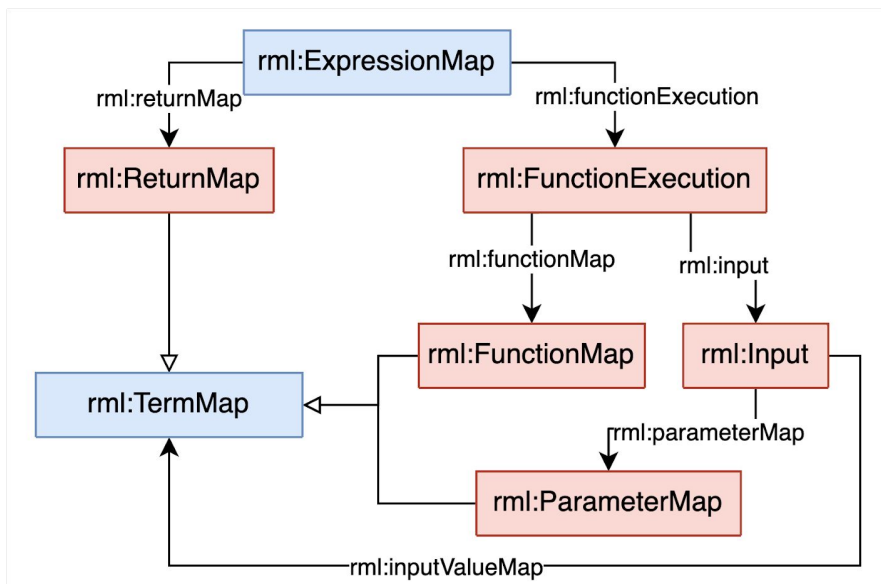 rml:ExpressionMap
rml:returnMap
rml:functionExecution
rml:ReturnMap
rml:FunctionExecution
rml:functionMap
rml:input
rml:FunctionMap
rml:Input
rml:TermMap
rml:parameterMap
rml:ParameterMap
rml:inputValueMap